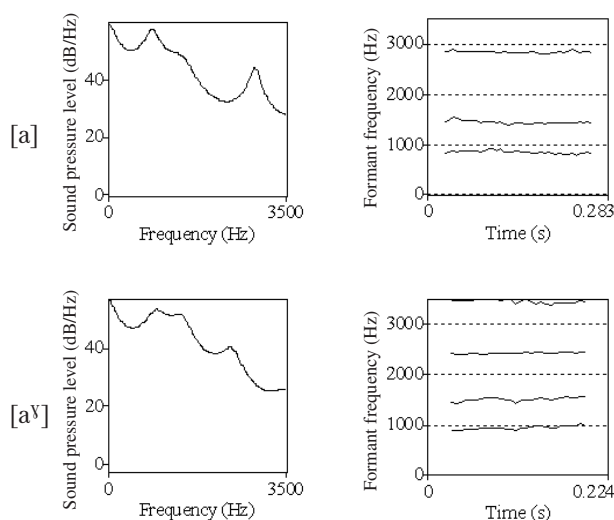 [a]
Sound pressure level (dB/Hz)
40
20
0
0
3500
Frequency (Hz)
Formant frequency (Hz)
3000
2000
1000
0
0
0.283
Time (s)
[aˠ]
Sound pressure level (dB/Hz)
40
20
0
0
3500
Frequency (Hz)
Formant frequency (Hz)
3000
2000
1000
0
0
0.224
Time (s)